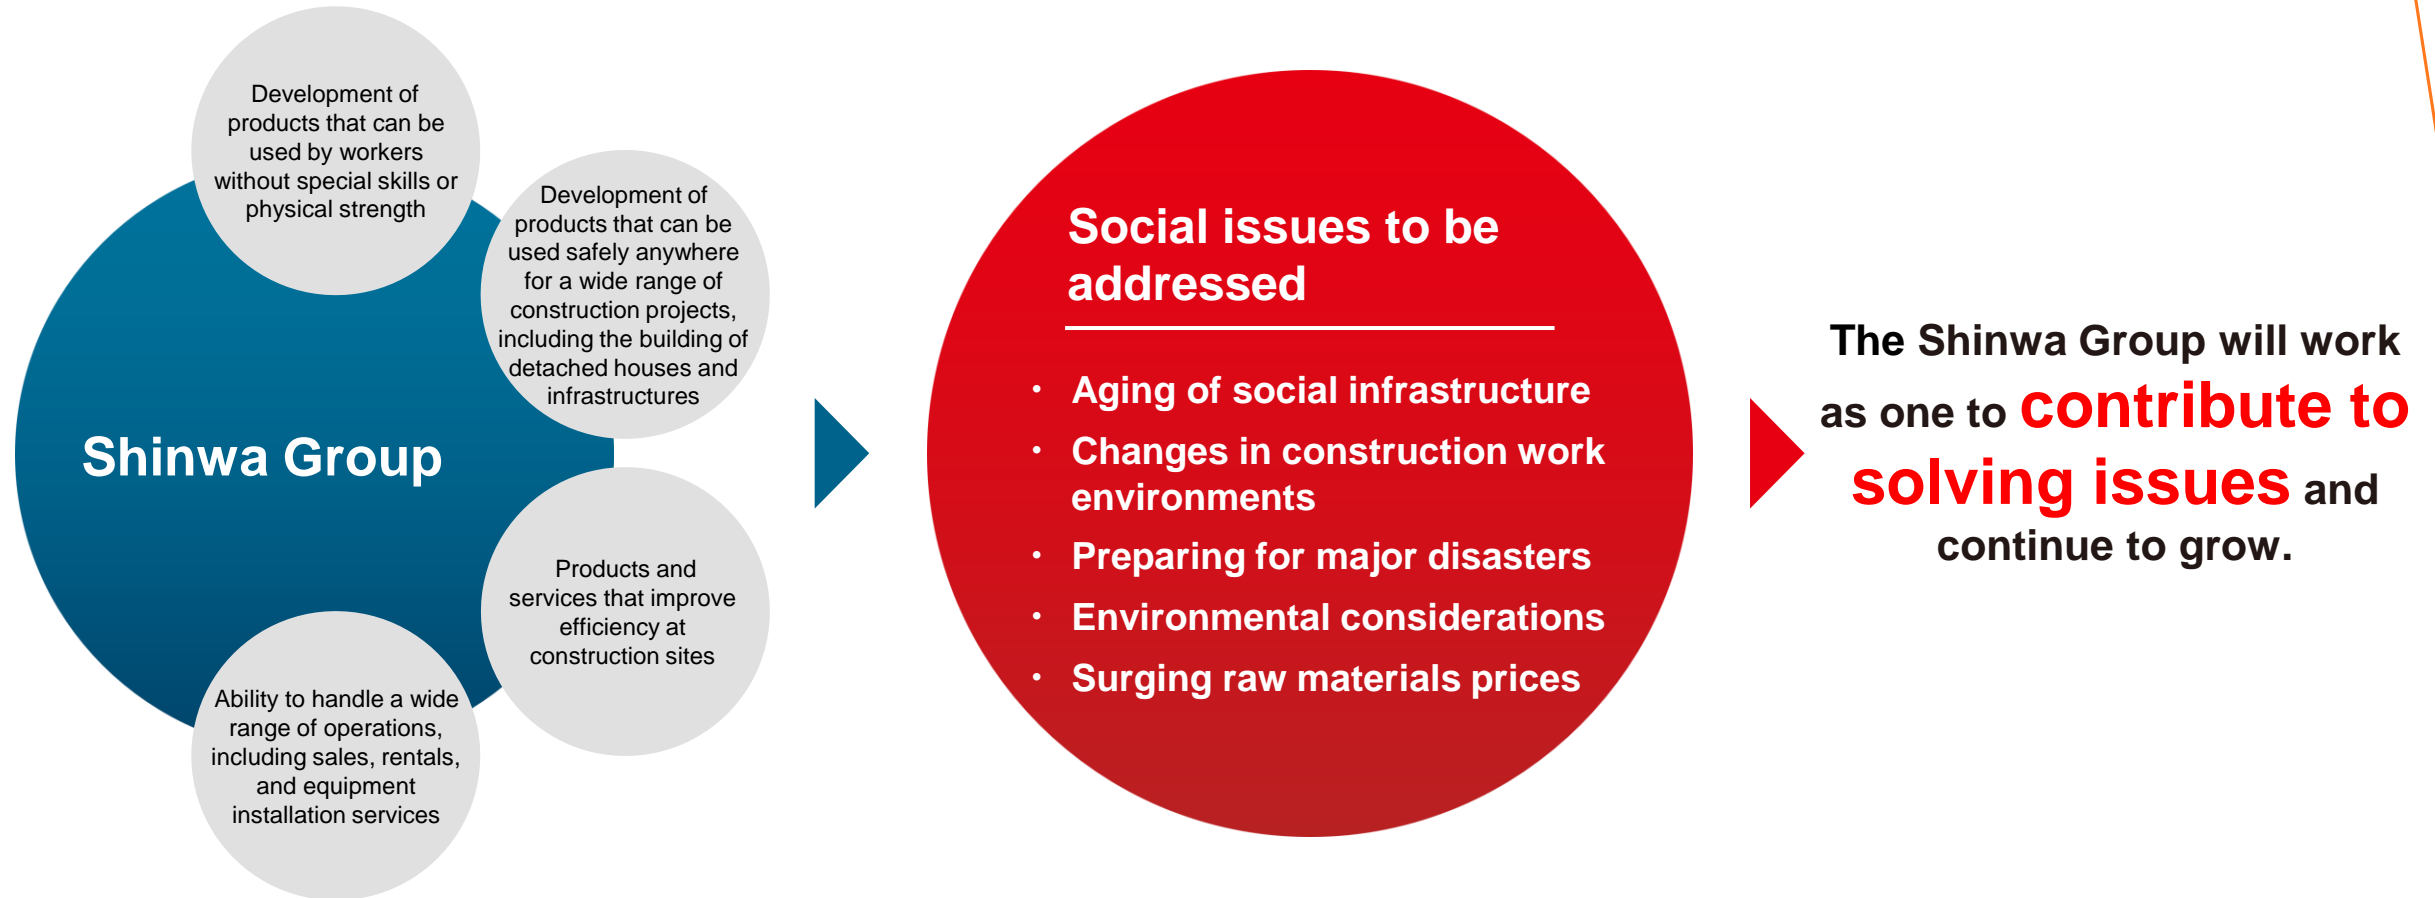 Development of
products that can be
used by workers
without special skills or
physical strength
Development of
products that can be
used safely anywhere
for a wide range of
construction projects,
including the building of
detached houses and
infrastructures
Shinwa Group
Products and
services that improve
efficiency at
construction sites
Ability to handle a wide
range of operations,
including sales, rentals,
and equipment
installation services
Social issues to be
addressed
・ Aging of social infrastructure
・ Changes in construction work
environments
・ Preparing for major disasters
・ Environmental considerations
・ Surging raw materials prices
The Shinwa Group will work
as one to contribute to
solving issues and
continue to grow.